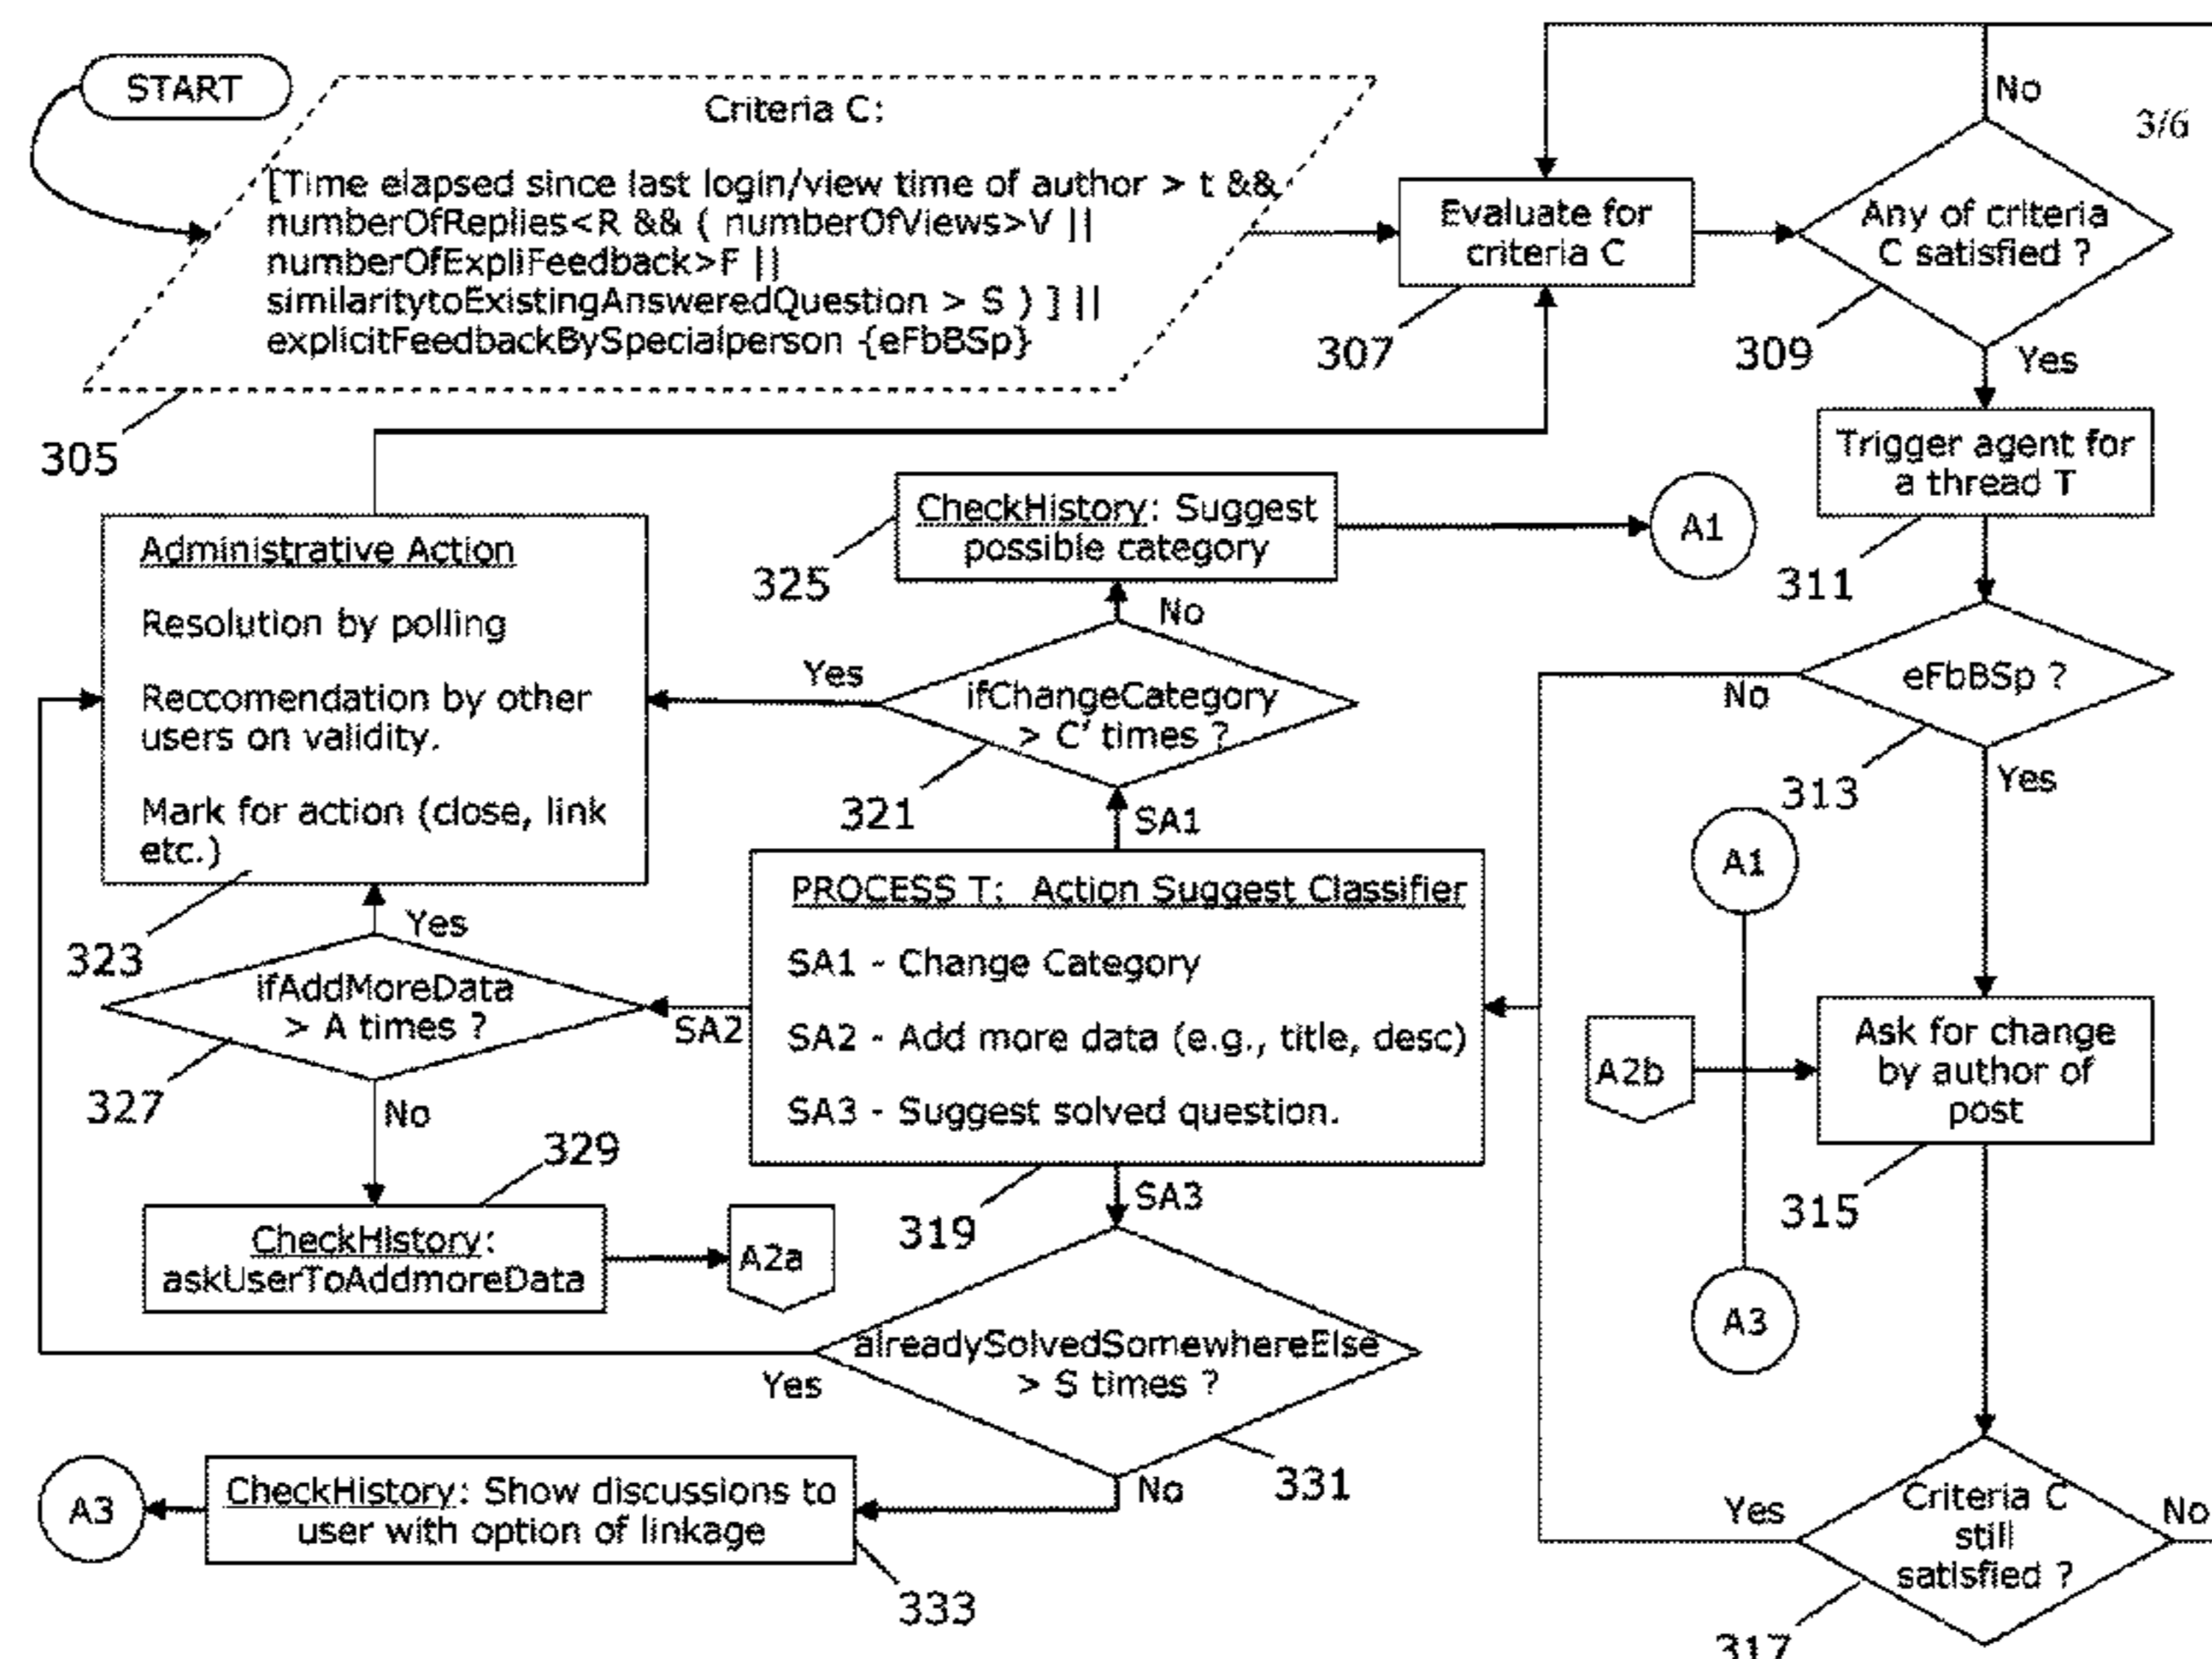 START
Criteria C:
[Time elapsed since last login/view time of author > t &&
numberOfReplies<R && ( numberOfViews>V ||
numberOfExpliFeedback>F ||
similaritytoExistingAnsweredQuestion > S ) ] ||
explicitFeedbackBySpecialperson {eFbBSp}
305
Evaluate for
criteria C
307
No
3/6
Any of criteria
C satisfied ?
309
Yes
Trigger agent for
a thread T
311
CheckHistory: Suggest
possible category
325
A1
No
Administrative Action
Resolution by polling
Reccomendation by other
users on validity.
Mark for action (close, link
etc.)
323
Yes
ifChangeCategory
> C' times ?
321
SA1
eFbBSp ?
No
313
Yes
PROCESS T: Action Suggest Classifier
SA1 - Change Category
SA2 - Add more data (e.g., title, desc)
SA3 - Suggest solved question.
319
Yes
ifAddMoreData
> A times ?
SA2
327
No
329
CheckHistory:
askUserToAddmoreData
A2a
SA3
A1
A2b
Ask for change
by author of
post
315
A3
alreadySolvedSomewhereElse
> S times ?
Yes
331
No
A3
CheckHistory: Show discussions to
user with option of linkage
333
Yes
Criteria C
still
satisfied ?
No
317